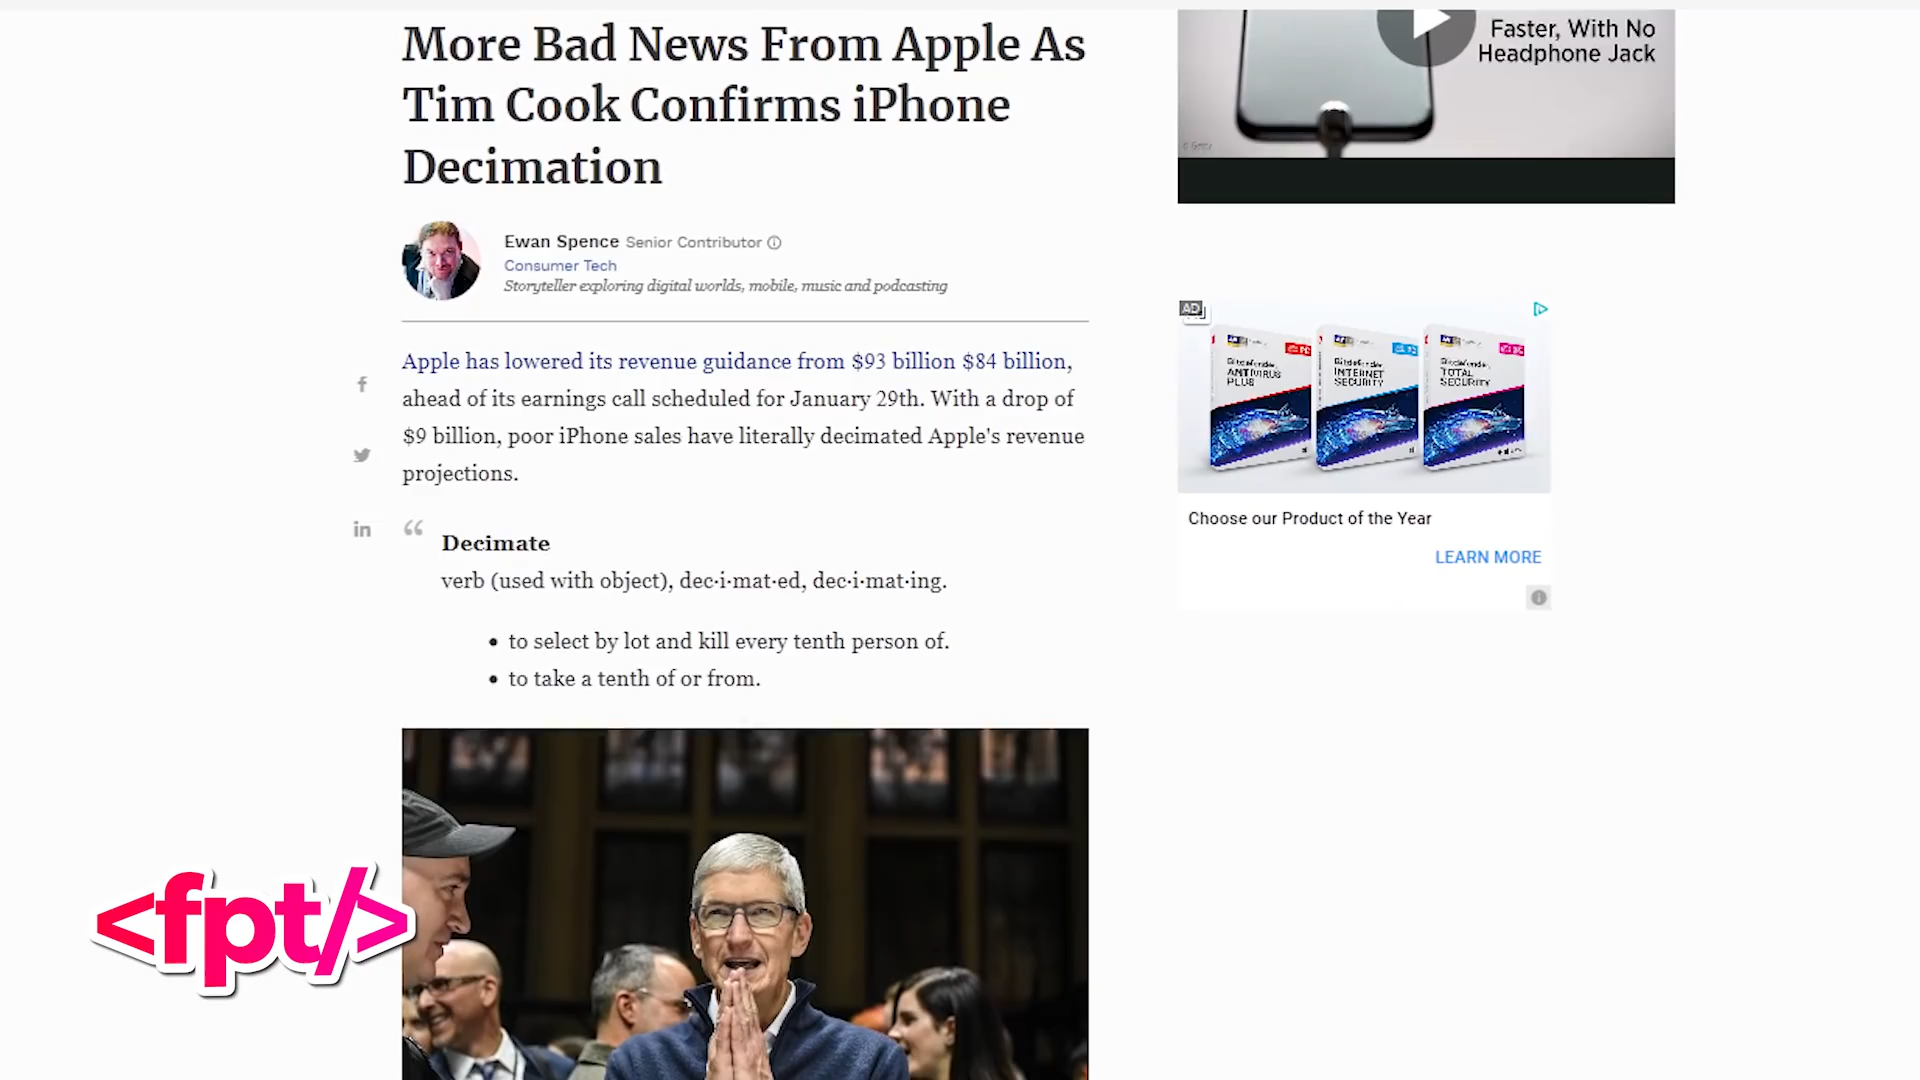 More Bad News From Apple As
Tim Cook Confirms iPhone
Decimation
Ewan Spence Senior Contributor
Consumer Tech
Storyteller exploring digital worlds, mobile, music and podcasting
Apple has lowered its revenue guidance from $93 billion $84 billion,
ahead of its earnings call scheduled for January 29th. With a drop of
$9 billion, poor iPhone sales have literally decimated Apple's revenue
projections.
“
Decimate
verb (used with object), dec·i·mat·ed, dec·i·mat·ing.
• to select by lot and kill every tenth person of.
• to take a tenth of or from.
<fpt/>
Faster, With No
Headphone Jack
AD
Bitdefender
ANTIVIRUS
PLUS
Bitdefender
INTERNET
SECURITY
Bitdefender
TOTAL
SECURITY
Choose our Product of the Year
LEARN MORE